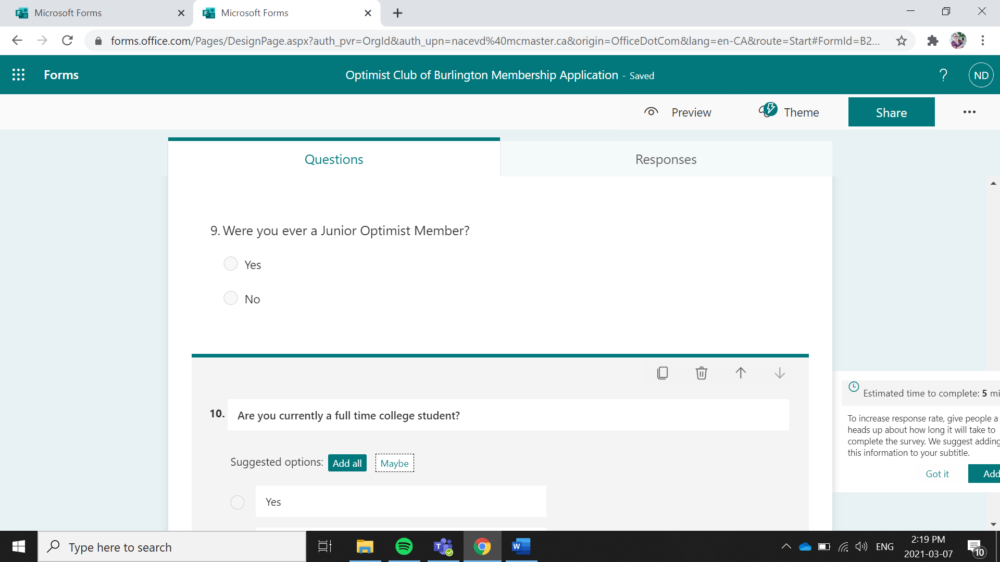 Microsoft Forms
Microsoft Forms
forms.office.com/Pages/DesignPage.aspx?auth_pvr=OrgId&auth_upn=nacevd%40mcmaster.ca&origin=OfficeDotCom&lang=en-CA&route=Start#FormId=B2...
Forms
Optimist Club of Burlington Membership Application - Saved
?
ND
Preview
Theme
Share
Questions
Responses
9. Were you ever a Junior Optimist Member?
Yes
No
10. Are you currently a full time college student?
Suggested options: Add all Maybe
Yes
Estimated time to complete: 5 mi
To increase response rate, give people a
heads up about how long it will take to
complete the survey. We suggest adding
this information to your subtitle.
Got it
Add
Type here to search
ENG
2:19 PM
2021-03-07
10